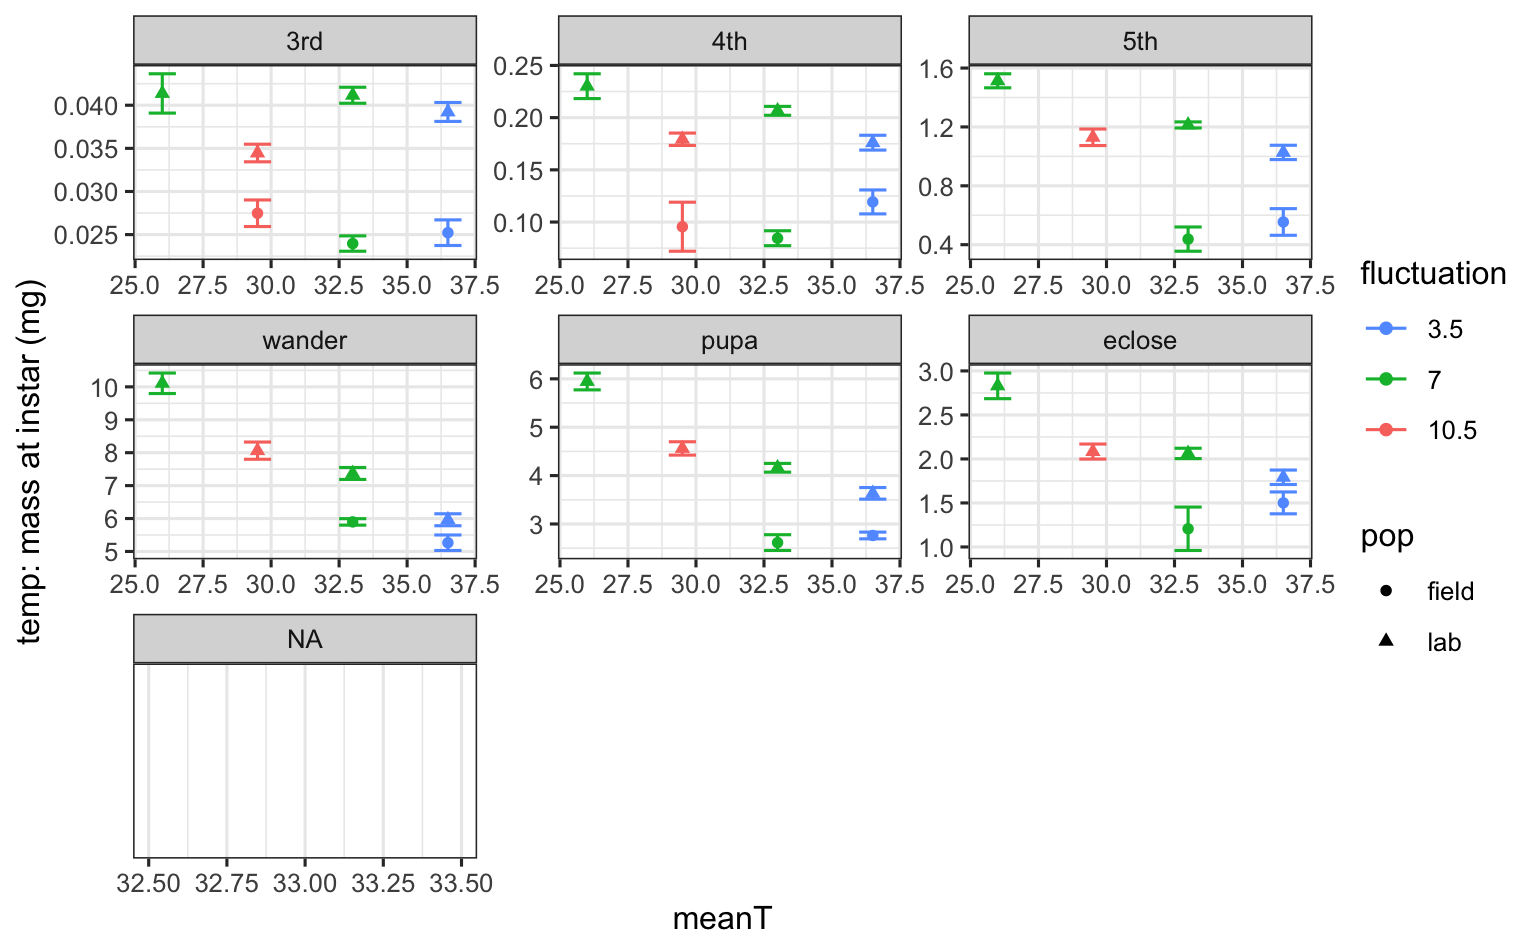 3rd 4th 5th
0.040
0.035
0.030
0.025
0.25
0.20
0.15
0.10
1.6
1.2
0.8
0.4
25.0 27.5 30.0 32.5 35.0 37.5 25.0 27.5 30.0 32.5 35.0 37.5 25.0 27.5 30.0 32.5 35.0 37.5
wander pupa eclose
10
9
8
7
6
5
6
5
4
3
3.0
2.5
2.0
1.5
1.0
25.0 27.5 30.0 32.5 35.0 37.5 25.0 27.5 30.0 32.5 35.0 37.5 25.0 27.5 30.0 32.5 35.0 37.5
NA
32.50 32.75 33.00 33.25 33.50
meanT
temp: mass at instar (mg)
fluctuation
3.5
7
10.5
pop
field
lab